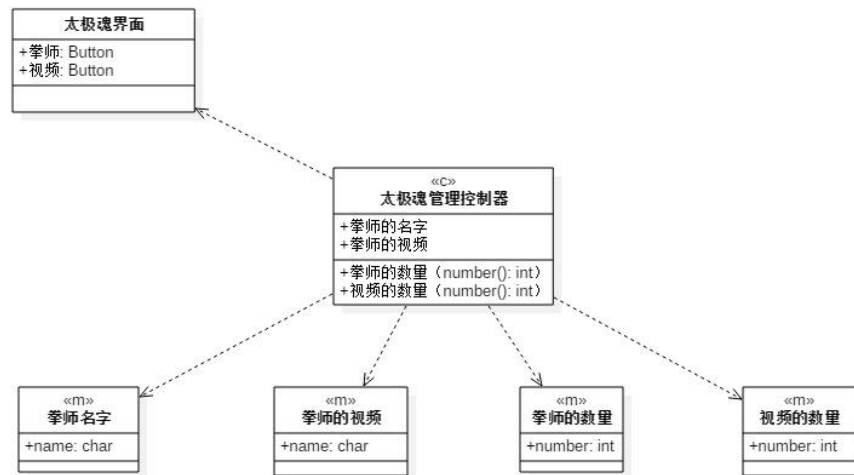 太极魂界面
+拳师: Button
+视频: Button
«c»
太极魂管理控制器
+拳师的名字
+拳师的视频
+拳师的数量（number(): int）
+视频的数量（number(): int）
«m»
拳师名字
+name: char
«m»
拳师的视频
+name: char
«m»
拳师的数量
+number: int
«m»
视频的数量
+number: int